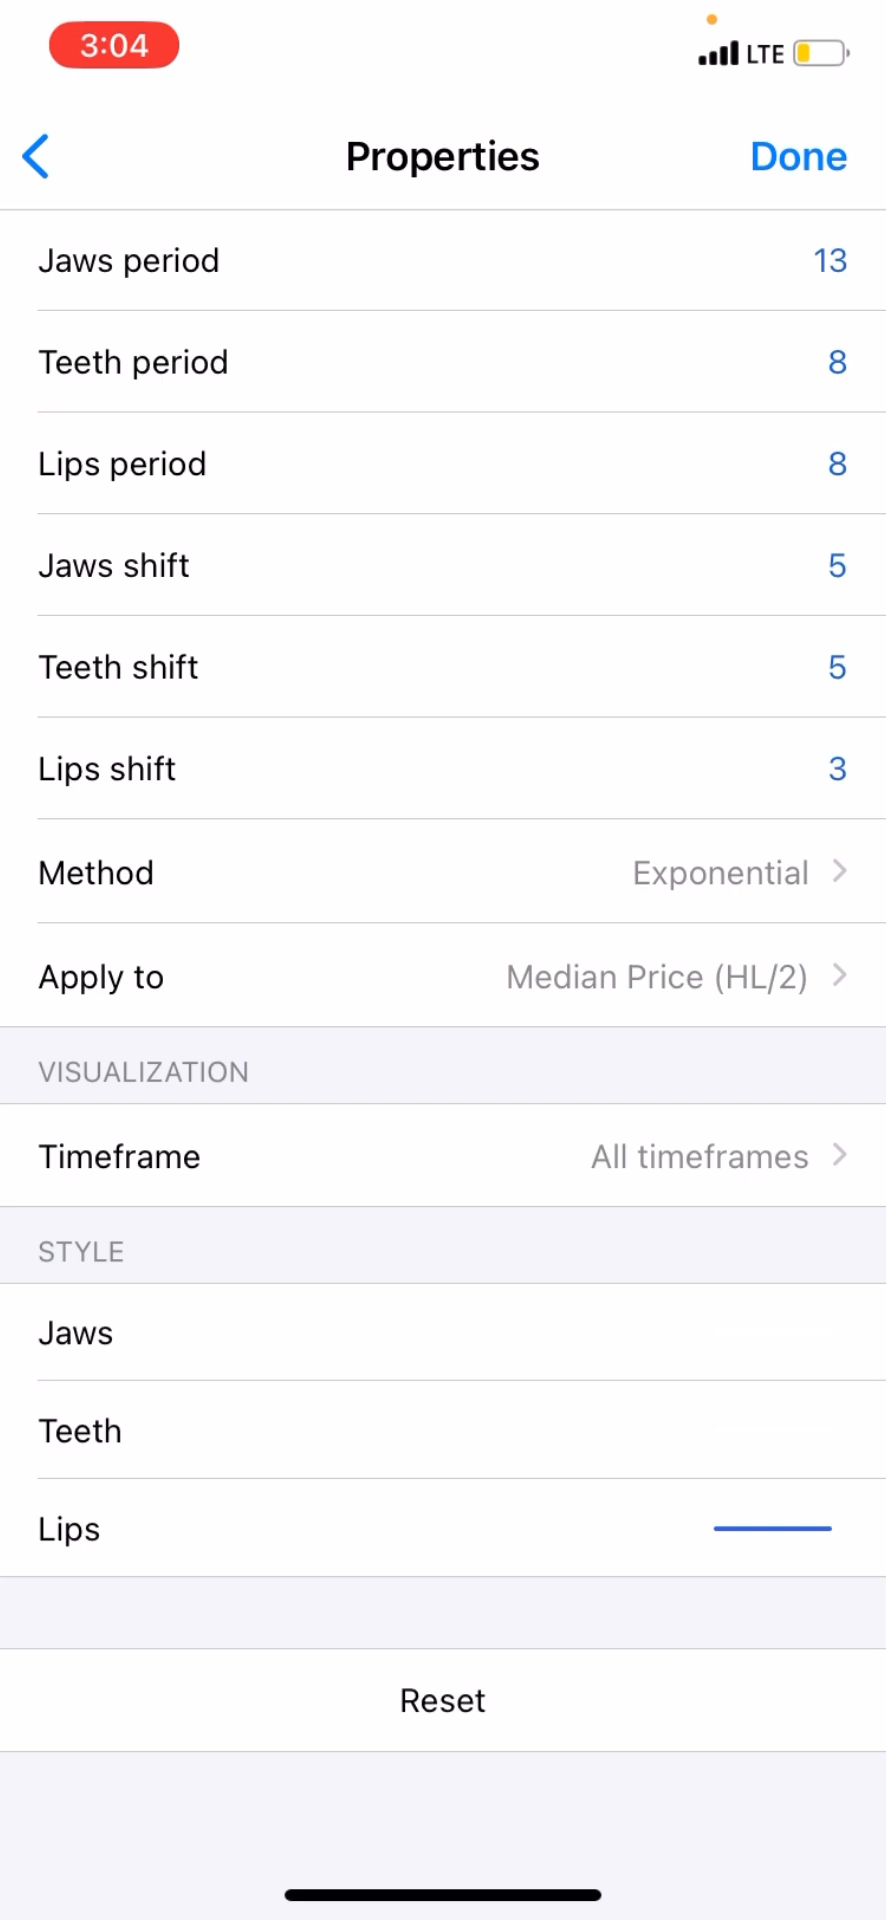 3:04
LTE
Properties
Done
Jaws period
13
Teeth period
8
Lips period
8
Jaws shift
5
Teeth shift
5
Lips shift
3
Method
Exponential
Apply to
Median Price (HL/2)
VISUALIZATION
Timeframe
All timeframes
STYLE
Jaws
Teeth
Lips
Reset